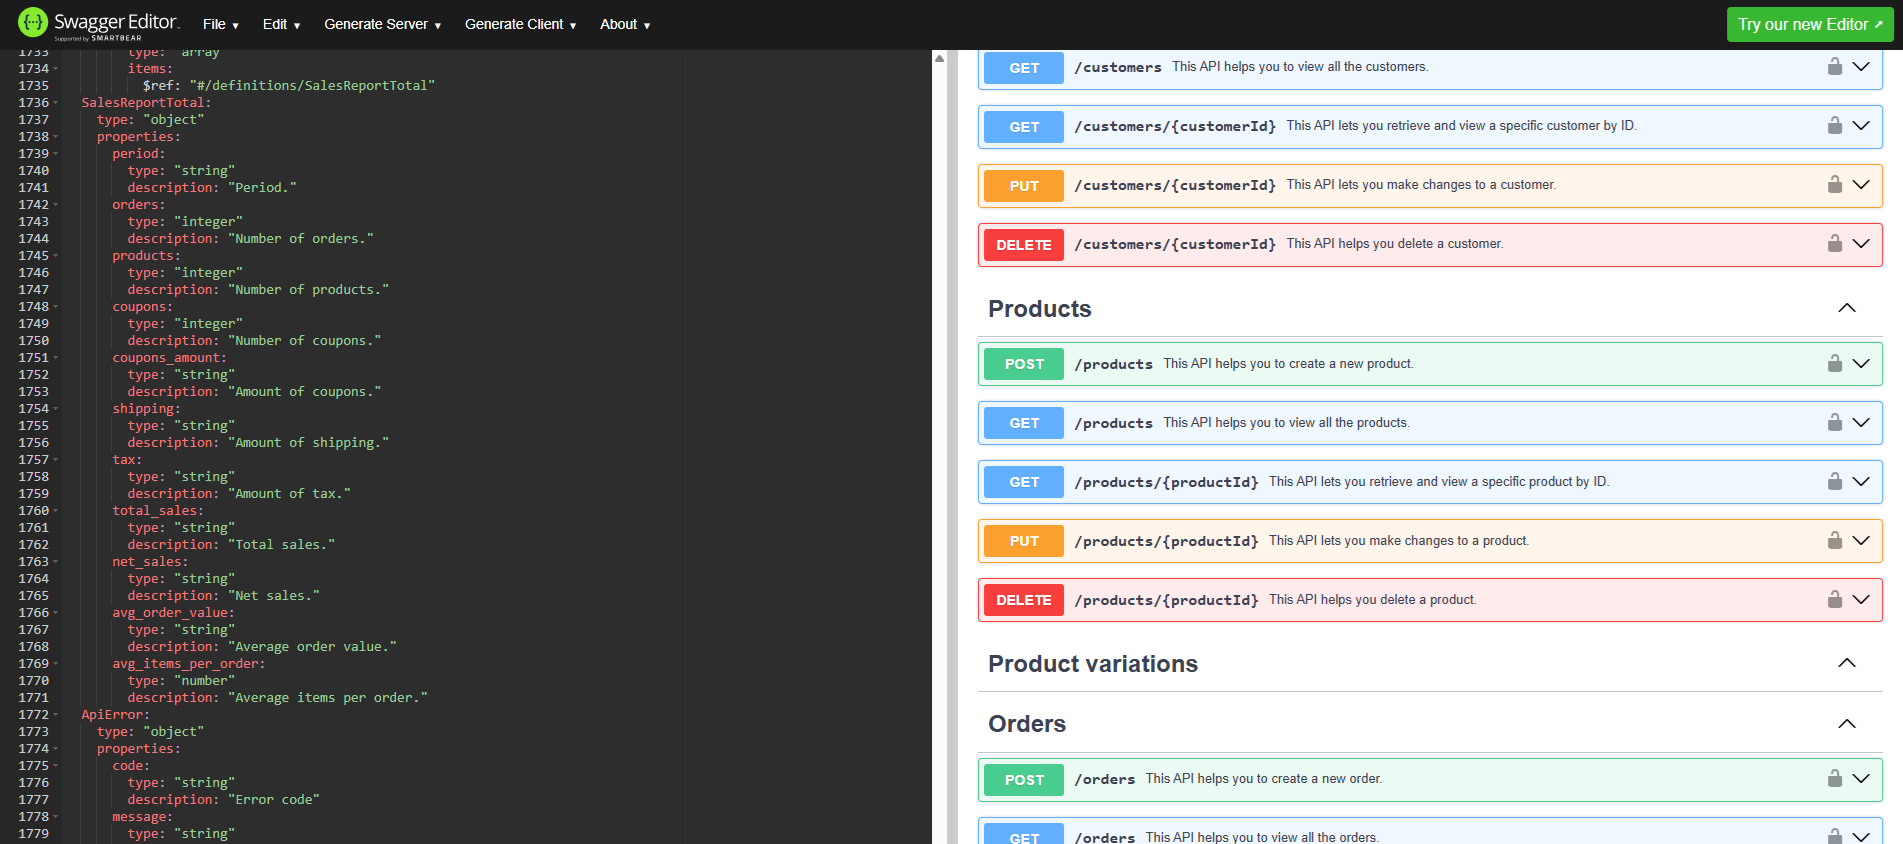 Swagger Editor
Supported by SMARTBEAR
File ▾
Edit ▾
Generate Server ▾
Generate Client ▾
About ▾
Try our new Editor ↗
1733 type: "array"
1734 items:
1735 $ref: "#/definitions/SalesReportTotal"
1736 SalesReportTotal:
1737 type: "object"
1738 properties:
1739 period:
1740 type: "string"
1741 description: "Period."
1742 orders:
1743 type: "integer"
1744 description: "Number of orders."
1745 products:
1746 type: "integer"
1747 description: "Number of products."
1748 coupons:
1749 type: "integer"
1750 description: "Number of coupons."
1751 coupons_amount:
1752 type: "string"
1753 description: "Amount of coupons."
1754 shipping:
1755 type: "string"
1756 description: "Amount of shipping."
1757 tax:
1758 type: "string"
1759 description: "Amount of tax."
1760 total_sales:
1761 type: "string"
1762 description: "Total sales."
1763 net_sales:
1764 type: "string"
1765 description: "Net sales."
1766 avg_order_value:
1767 type: "string"
1768 description: "Average order value."
1769 avg_items_per_order:
1770 type: "number"
1771 description: "Average items per order."
1772 ApiError:
1773 type: "object"
1774 properties:
1775 code:
1776 type: "string"
1777 description: "Error code"
1778 message:
1779 type: "string"
GET /customers This API helps you to view all the customers.
GET /customers/{customerId} This API lets you retrieve and view a specific customer by ID.
PUT /customers/{customerId} This API lets you make changes to a customer.
DELETE /customers/{customerId} This API helps you delete a customer.
Products
POST /products This API helps you to create a new product.
GET /products This API helps you to view all the products.
GET /products/{productId} This API lets you retrieve and view a specific product by ID.
PUT /products/{productId} This API lets you make changes to a product.
DELETE /products/{productId} This API helps you delete a product.
Product variations
Orders
POST /orders This API helps you to create a new order.
GET /orders This API helps you to view all the orders.